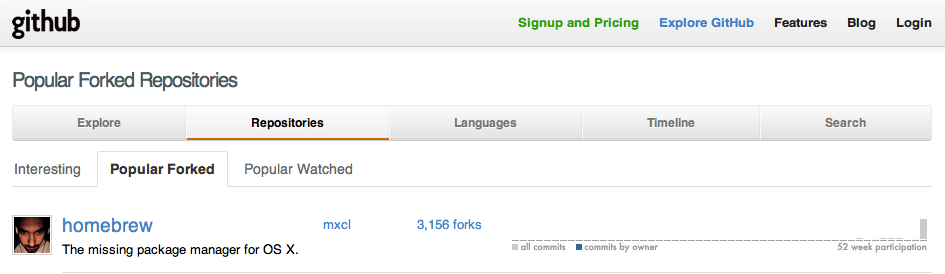 github
Signup and Pricing Explore GitHub Features Blog Login
Popular Forked Repositories
Explore Repositories Languages Timeline Search
Interesting Popular Forked Popular Watched
homebrew mxcl 3,156 forks
The missing package manager for OS X.
all commits commits by owner 52 week participation